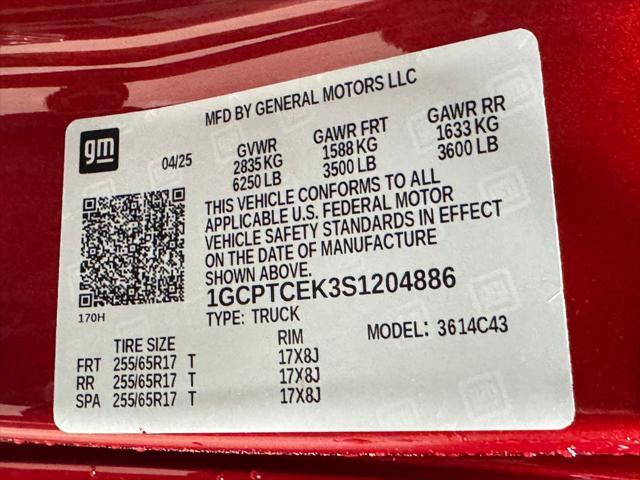 MFD BY GENERAL MOTORS LLC
gm
04/25
GVWR GAWR FRT GAWR RR
2835 KG 1588 KG 1633 KG
6250 LB 3500 LB 3600 LB
THIS VEHICLE CONFORMS TO ALL
APPLICABLE U.S. FEDERAL MOTOR
VEHICLE SAFETY STANDARDS IN EFFECT
ON THE DATE OF MANUFACTURE
SHOWN ABOVE.
1GCPTCEK3S1204886
170H
TYPE: TRUCK
TIRE SIZE RIM MODEL: 3614C43
FRT 255/65R17 T 17X8J
RR 255/65R17 T 17X8J
SPA 255/65R17 T 17X8J